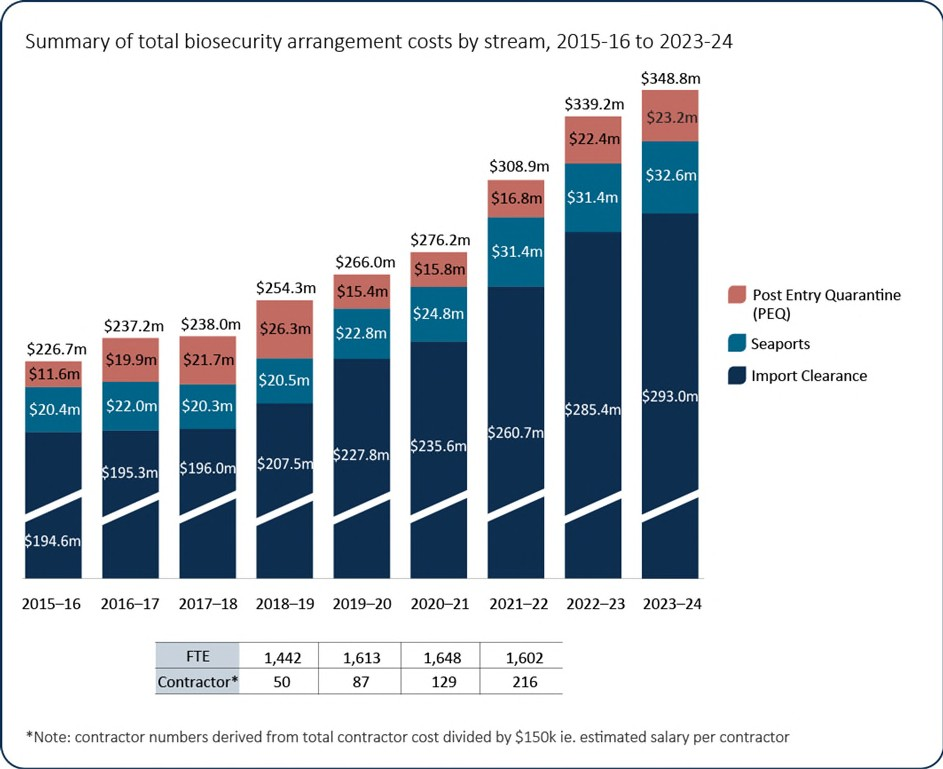 Summary of total biosecurity arrangement costs by stream, 2015-16 to 2023-24
$348.8m
$339.2m
$23.2m
$22.4m
$308.9m
$32.6m
$16.8m
$31.4m
$276.2m
$31.4m
$266.0m
$15.8m
$254.3m
$15.4m
Post Entry Quarantine
(PEQ)
$237.2m
$238.0m
$26.3m
$22.8m
$24.8m
Seaports
$226.7m
$19.9m
$21.7m
$11.6m
$20.5m
Import Clearance
$20.4m
$22.0m
$20.3m
$285.4m
$293.0m
$260.7m
$235.6m
$227.8m
$207.5m
$195.3m
$196.0m
$194.6m
2015–16 2016–17 2017–18 2018–19 2019–20 2020–21 2021–22 2022–23 2023–24
FTE 1,442 1,613 1,648 1,602
Contractor* 50 87 129 216
*Note: contractor numbers derived from total contractor cost divided by $150k ie. estimated salary per contractor